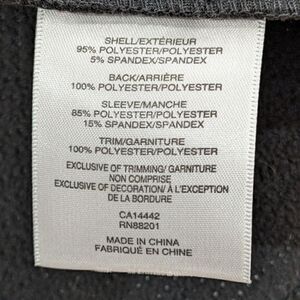 SHELL/EXTÉRIEUR
95% POLYESTER/POLYESTER
5% SPANDEX/SPANDEX
BACK/ARRIÈRE
100% POLYESTER/POLYESTER
SLEEVE/MANCHE
85% POLYESTER/POLYESTER
15% SPANDEX/SPANDEX
TRIM/GARNITURE
100% POLYESTER/POLYESTER
EXCLUSIVE OF TRIMMING/ GARNITURE
NON COMPRISE
EXCLUSIVE OF DECORATION/ À L'EXCEPTION
DE LA BORDURE
CA14442
RN88201
MADE IN CHINA
FABRIQUÉ EN CHINE